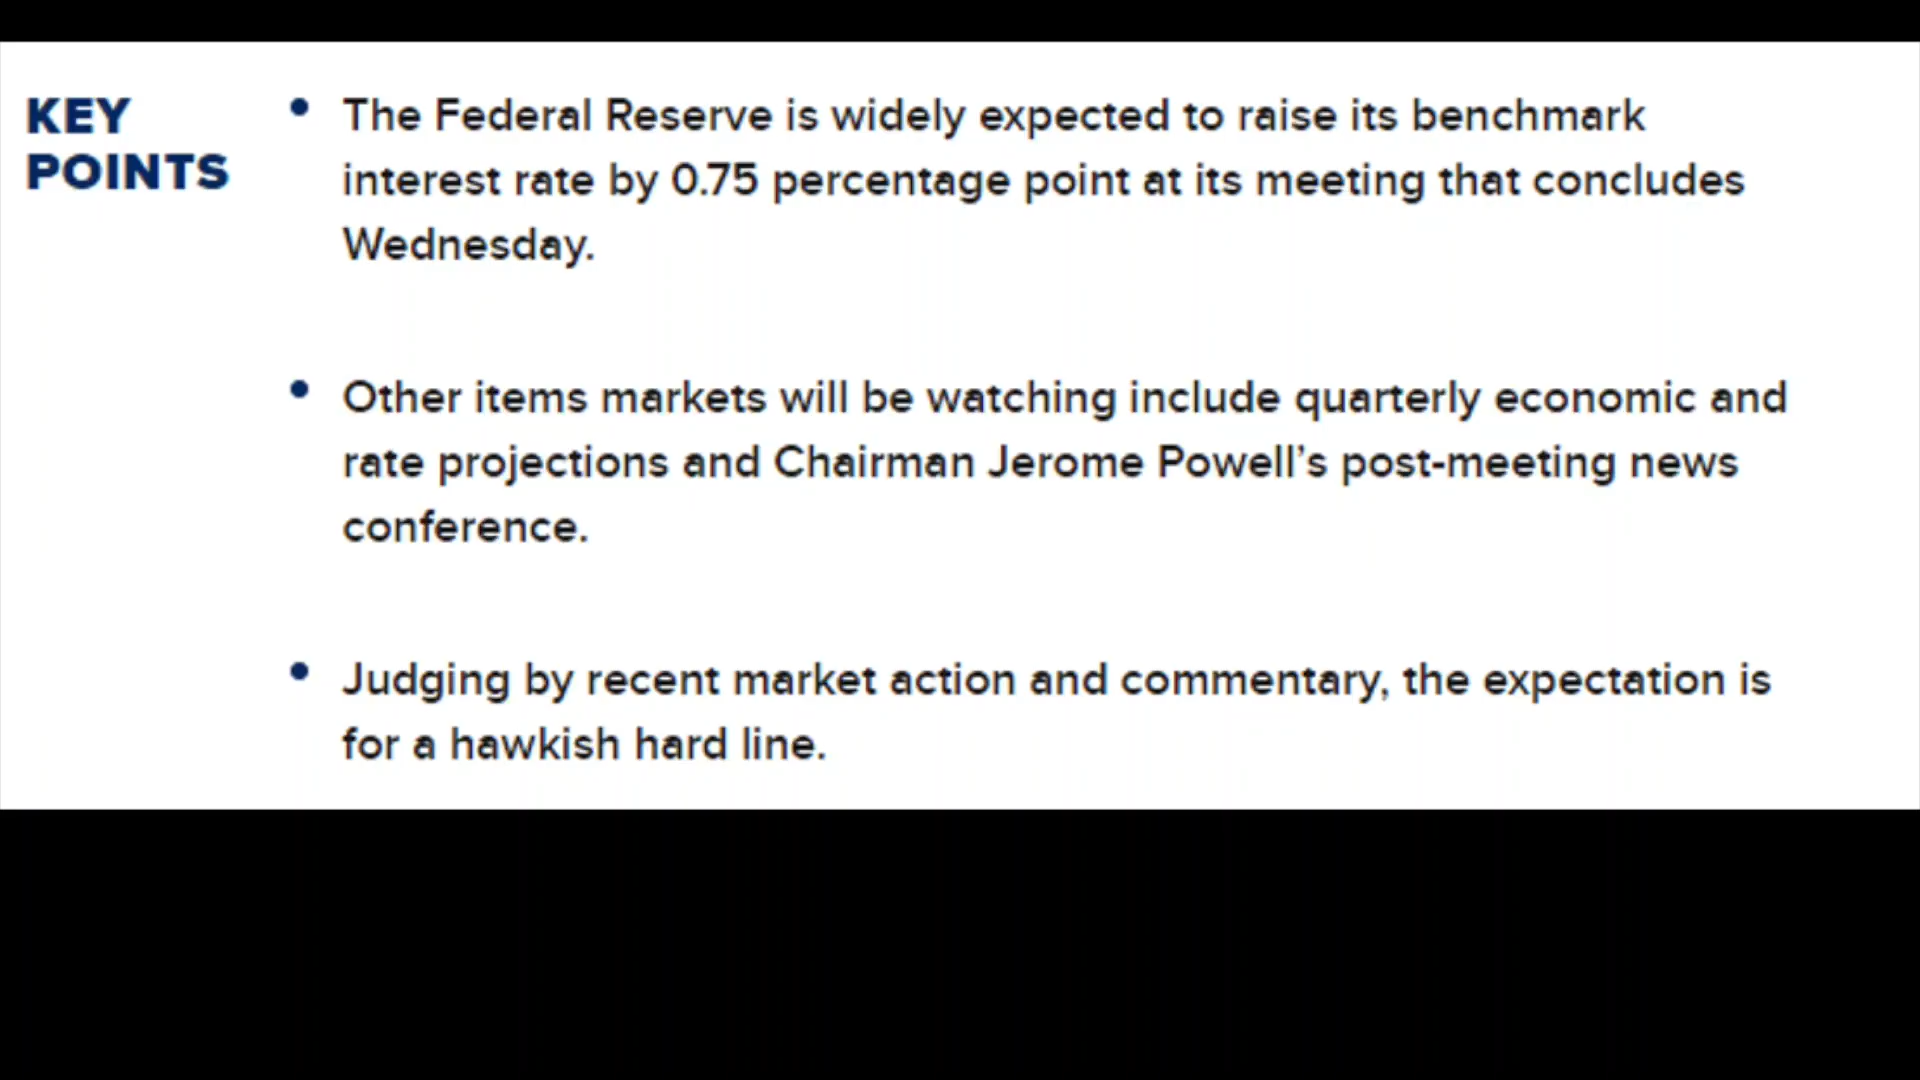 KEY
POINTS
• The Federal Reserve is widely expected to raise its benchmark
interest rate by 0.75 percentage point at its meeting that concludes
Wednesday.
• Other items markets will be watching include quarterly economic and
rate projections and Chairman Jerome Powell’s post-meeting news
conference.
• Judging by recent market action and commentary, the expectation is
for a hawkish hard line.